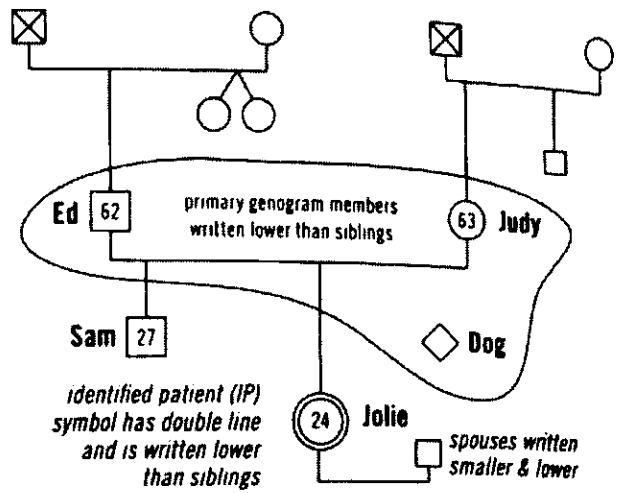 Ed 62
primary genogram members
written lower than siblings
63 Judy
Sam 27
Dog
identified patient (IP)
symbol has double line
and is written lower
than siblings
24 Jolie
spouses written
smaller & lower